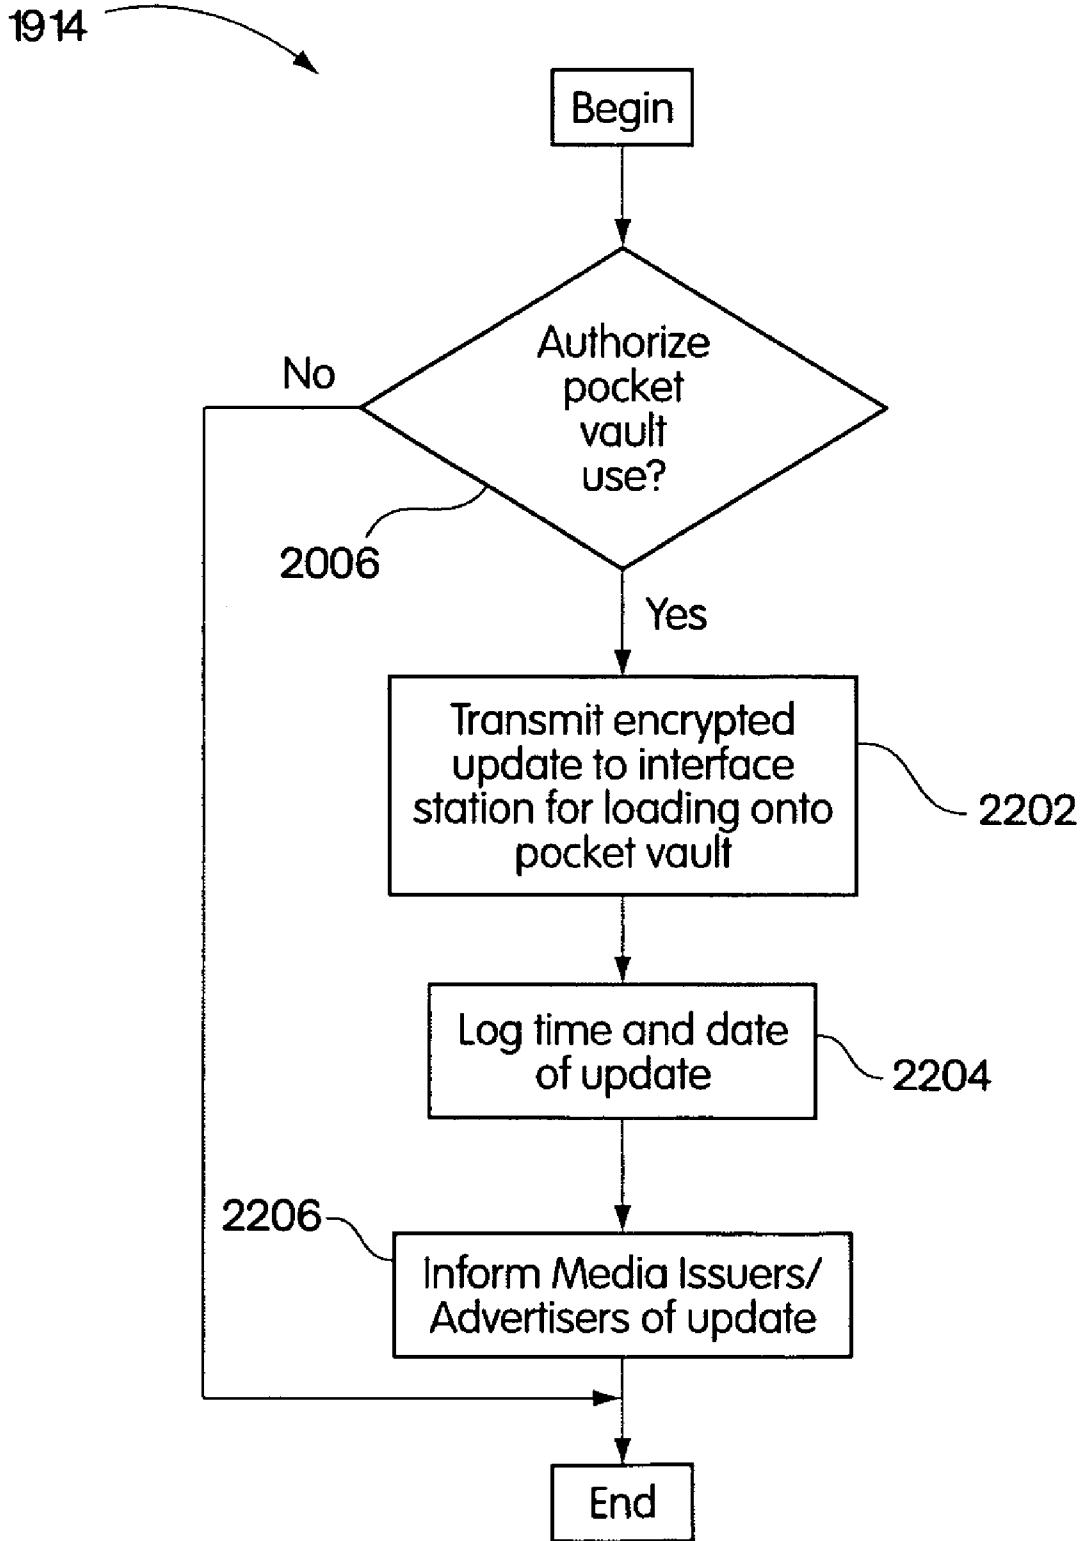 1914
Begin
Authorize
pocket
vault
use?
No
2006
Yes
Transmit encrypted
update to interface
station for loading onto
pocket vault
2202
Log time and date
of update
2204
2206
Inform Media Issuers/
Advertisers of update
End